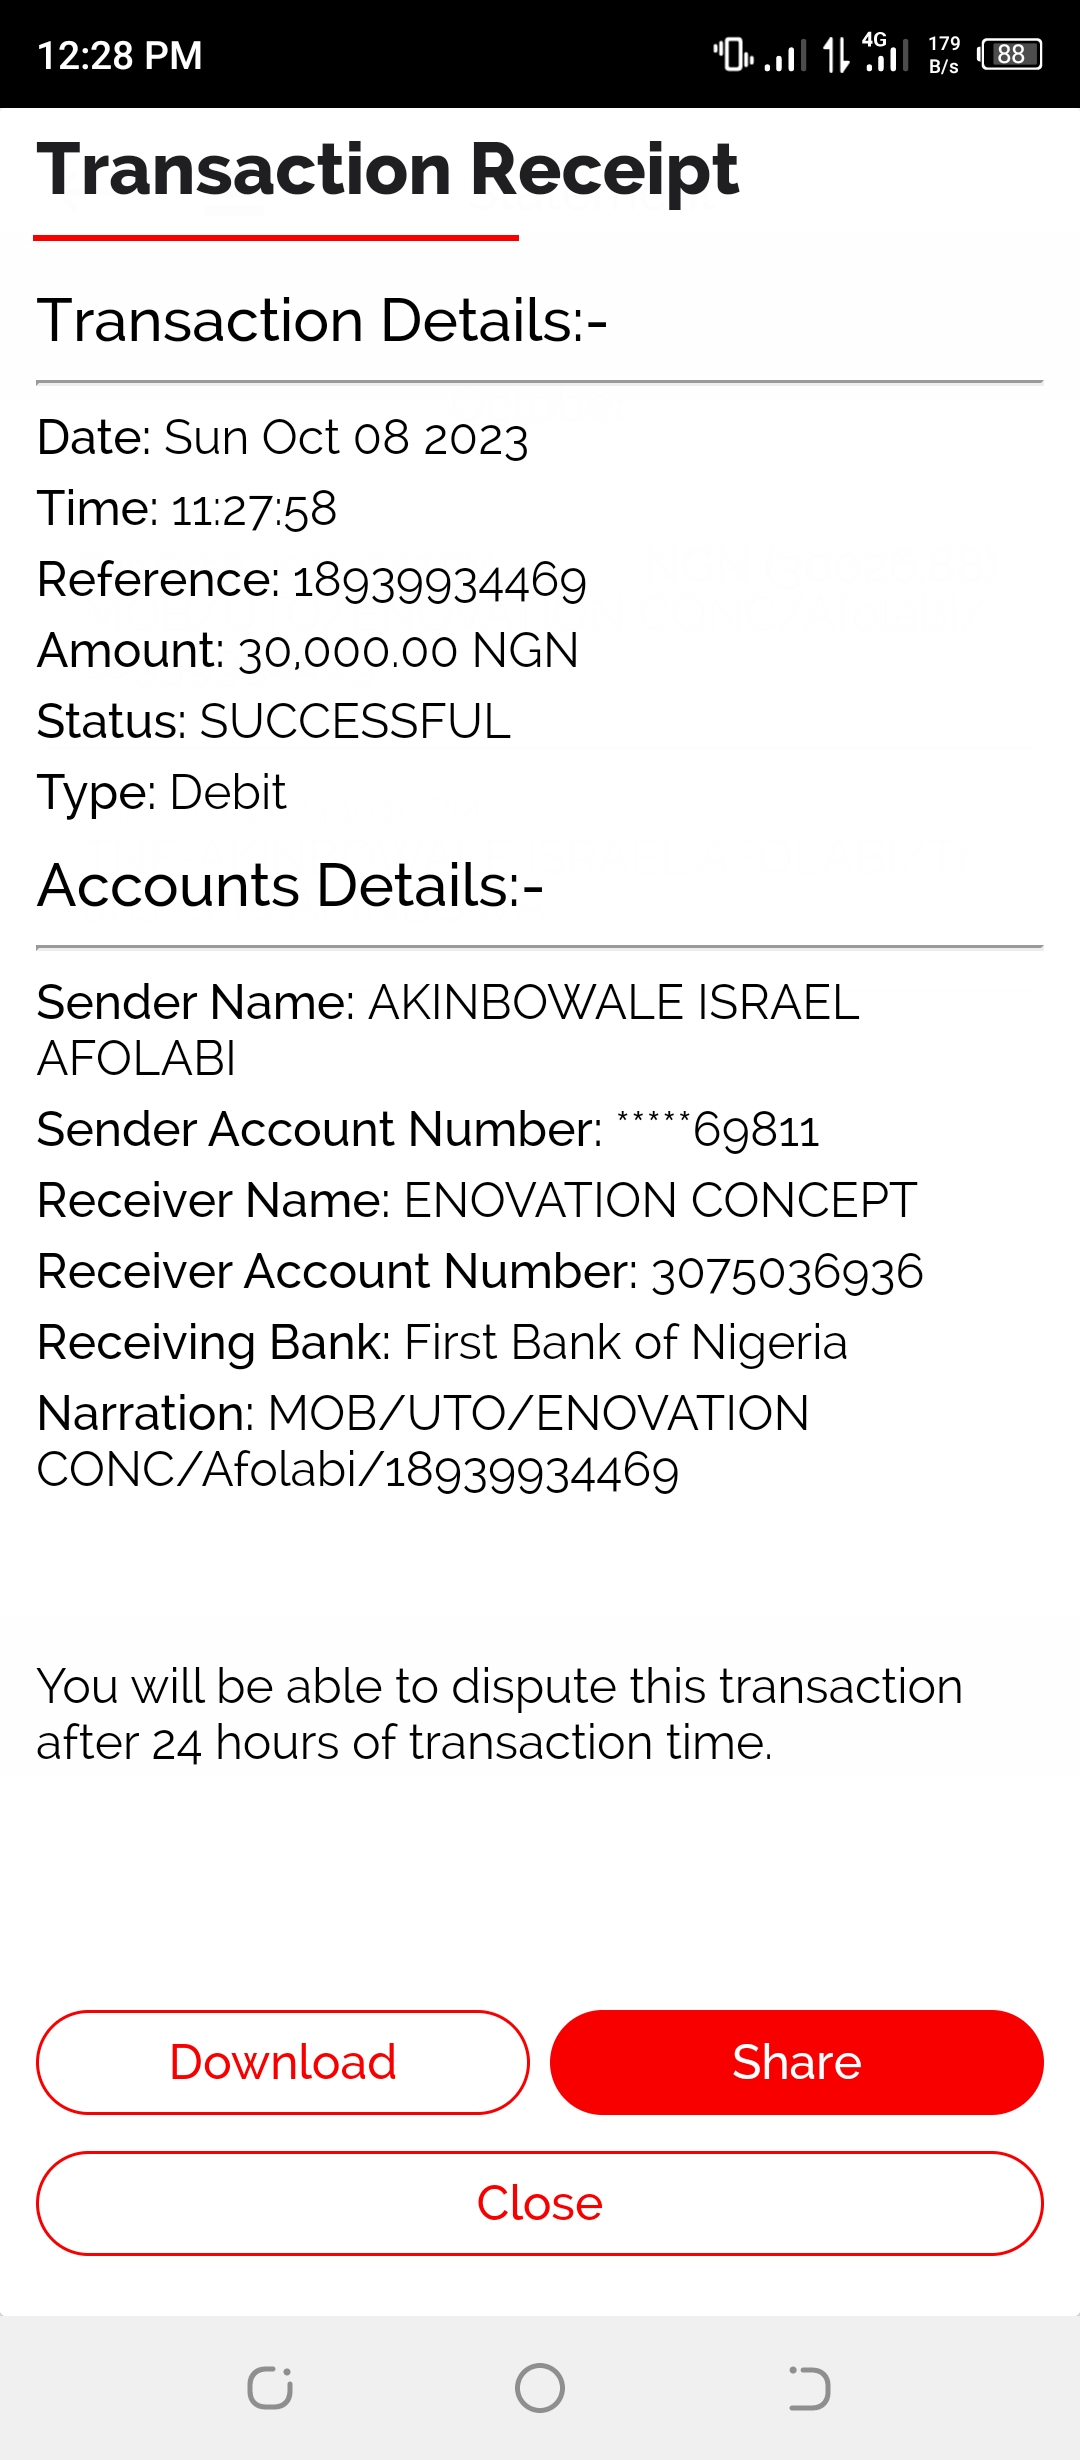 12:28 PM
4G
179
B/s
88
Transaction Receipt
Transaction Details:-
Date: Sun Oct 08 2023
Time: 11:27:58
Reference: 18939934469
Amount: 30,000.00 NGN
Status: SUCCESSFUL
Type: Debit
Accounts Details:-
Sender Name: AKINBOWALE ISRAEL
AFOLABI
Sender Account Number: *****69811
Receiver Name: ENOVATION CONCEPT
Receiver Account Number: 3075036936
Receiving Bank: First Bank of Nigeria
Narration: MOB/UTO/ENOVATION
CONC/Afolabi/18939934469
You will be able to dispute this transaction
after 24 hours of transaction time.
Download
Share
Close